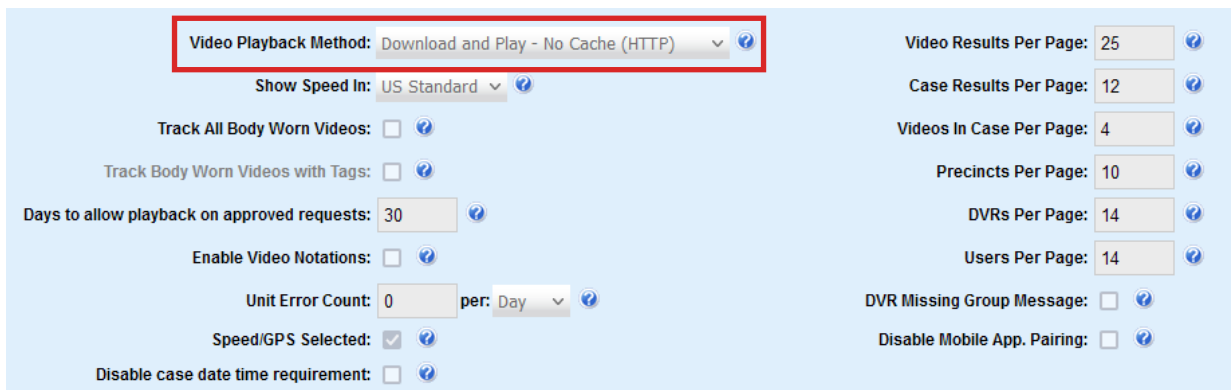 Video Playback Method: Download and Play - No Cache (HTTP)
Show Speed In: US Standard
Track All Body Worn Videos:
Track Body Worn Videos with Tags:
Days to allow playback on approved requests: 30
Enable Video Notations:
Unit Error Count: 0 per: Day
Speed/GPS Selected:
Disable case date time requirement:
Video Results Per Page: 25
Case Results Per Page: 12
Videos In Case Per Page: 4
Precincts Per Page: 10
DVRs Per Page: 14
Users Per Page: 14
DVR Missing Group Message:
Disable Mobile App. Pairing: